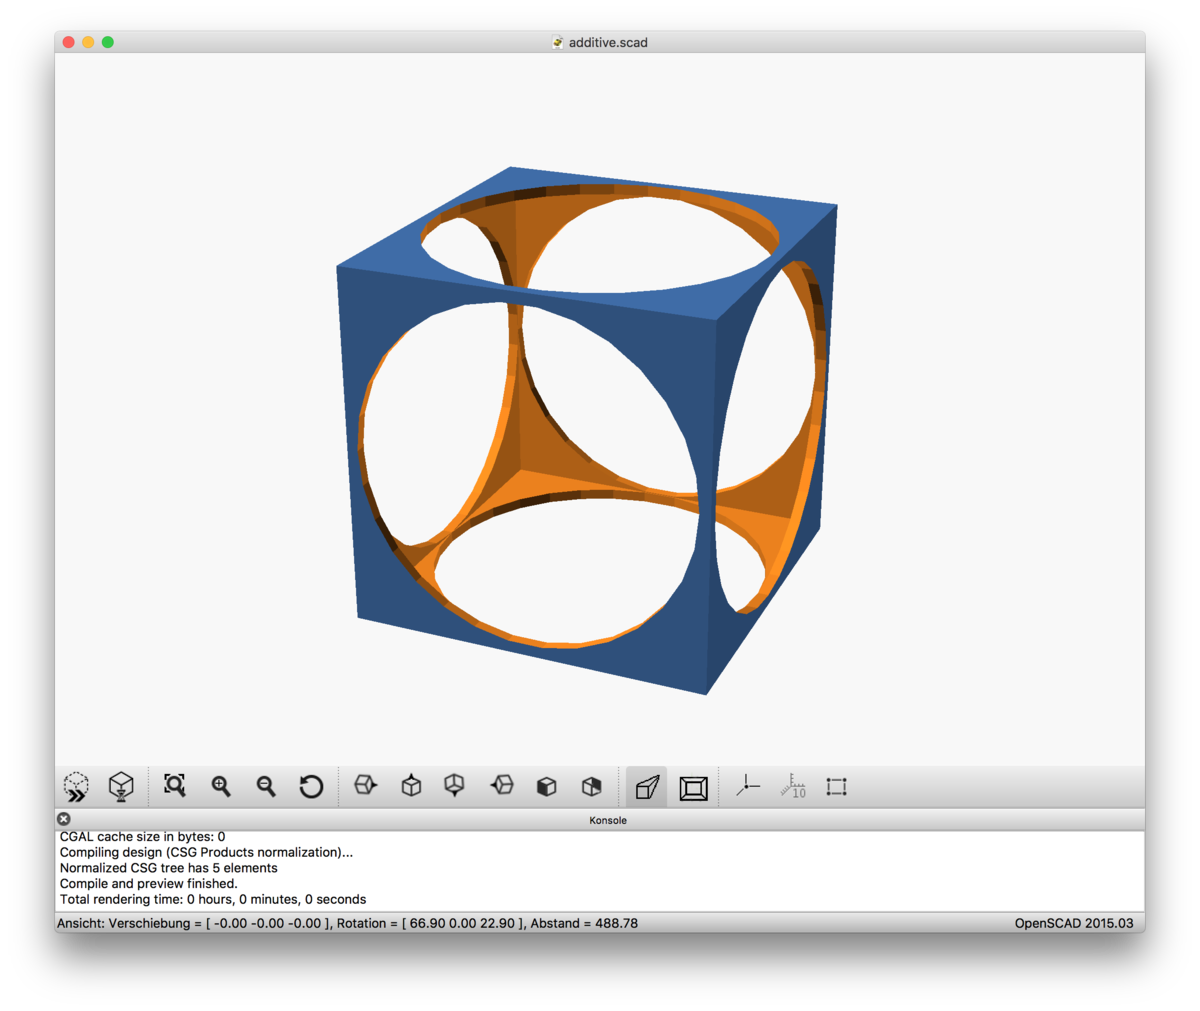 additive.scad
10
Konsole
CGAL cache size in bytes: 0
Compiling design (CSG Products normalization)...
Normalized CSG tree has 5 elements
Compile and preview finished.
Total rendering time: 0 hours, 0 minutes, 0 seconds
Ansicht: Verschiebung = [ -0.00 -0.00 -0.00 ], Rotation = [ 66.90 0.00 22.90 ], Abstand = 488.78
OpenSCAD 2015.03